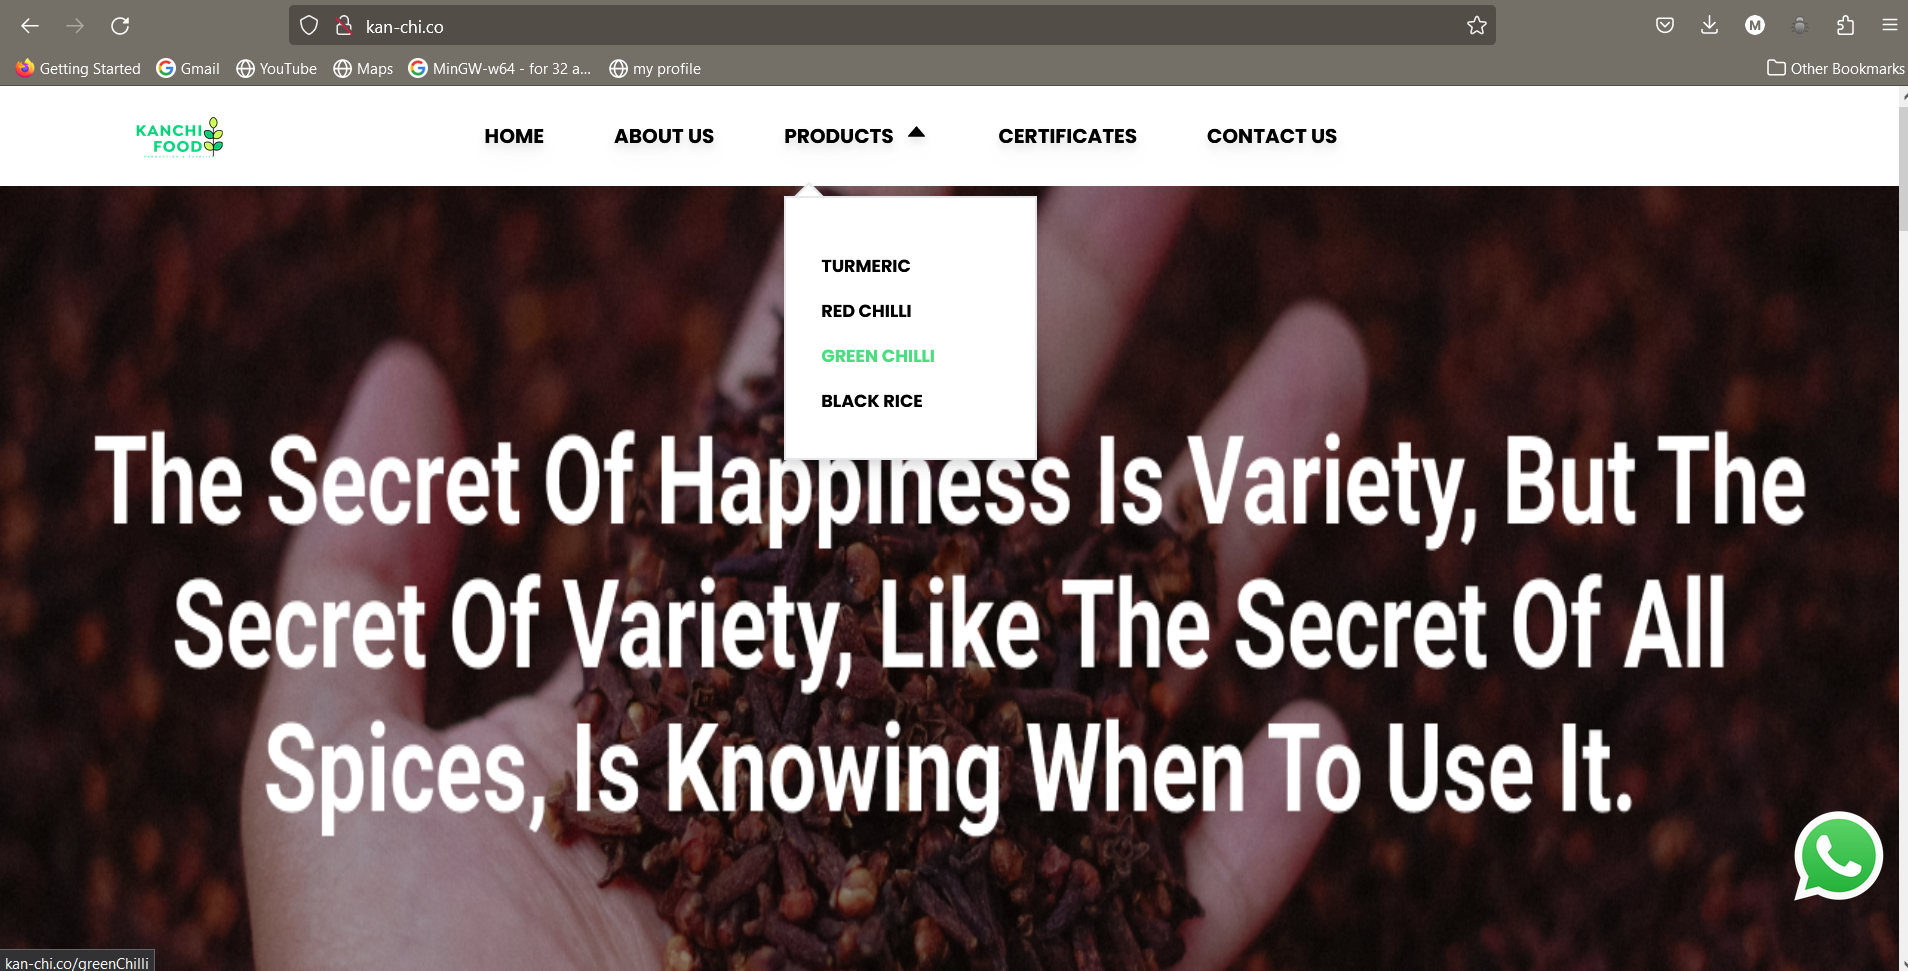 kan-chi.co
Getting Started Gmail YouTube Maps MinGW-w64 - for 32 a... my profile Other Bookmarks
M
KANCHI
FOOD
HOME ABOUT US PRODUCTS CERTIFICATES CONTACT US
TURMERIC
RED CHILLI
GREEN CHILLI
BLACK RICE
The Secret Of Happiness Is Variety, But The
Secret Of Variety, Like The Secret Of All
Spices, Is Knowing When To Use It.
kan-chi.co/greenChilli